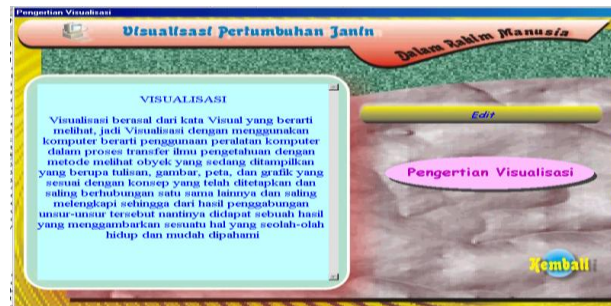 Pengertian Visualisasi
Visualisasi Pertumbuhan Janin
Dalam Rahim Manusia
VISUALISASI
Visualisasi berasal dari kata Visual yang berarti
melihat, jadi Visualisasi dengan menggunakan
komputer berarti penggunaan peralatan komputer
dalam proses transfer ilmu pengetahuan dengan
metode melihat obyek yang sedang ditampilkan
yang berupa tulisan, gambar, peta, dan grafik yang
sesuai dengan konsep yang telah ditetapkan dan
saling berhubungan satu sama lainnya dan saling
melengkapi sehingga dari hasil penggabungan
unsur-unsur tersebut nantinya didapat sebuah hasil
yang menggambarkan sesuatu hal yang seolah-olah
hidup dan mudah dipahami
Edit
Pengertian Visualisasi
Kembali